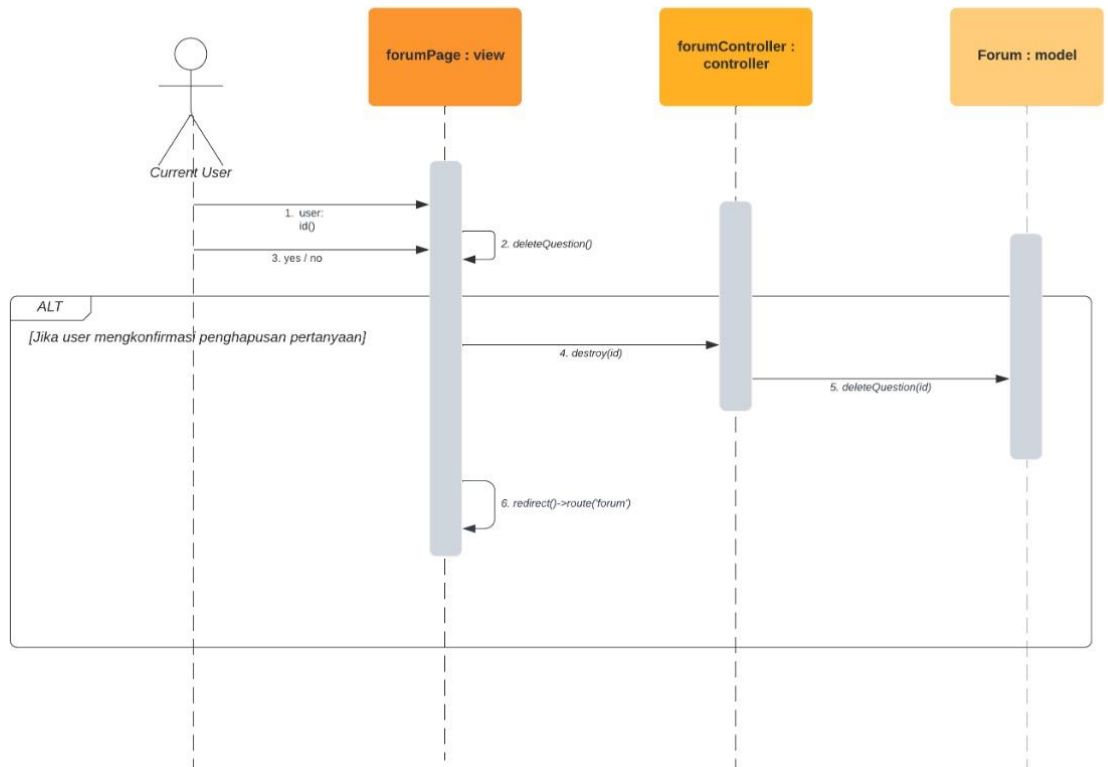 forumPage : view
forumController :
controller
Forum : model
Current User
1. user:
id()
2. deleteQuestion()
3. yes / no
ALT
[Jika user mengkonfirmasi penghapusan pertanyaan]
4. destroy(id)
5. deleteQuestion(id)
6. redirect()->route('forum')